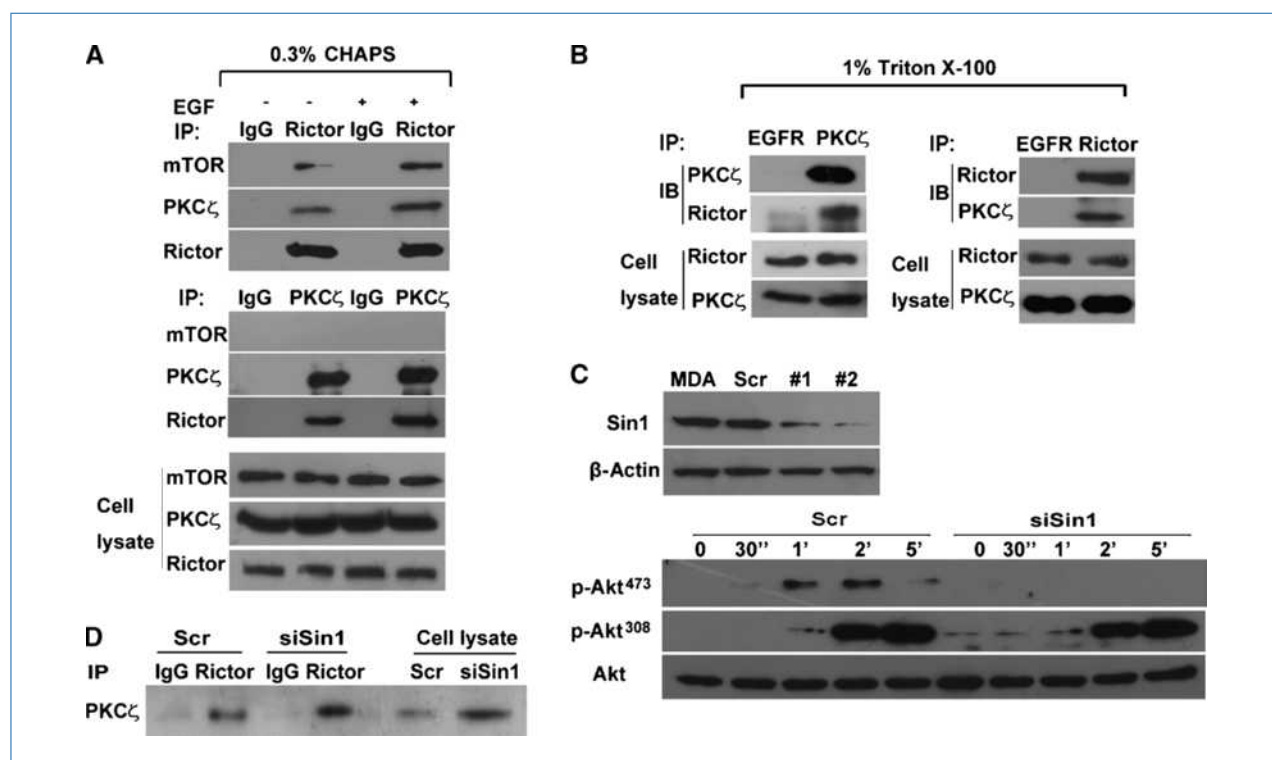 A
0.3% CHAPS
EGF - - + +
IP: IgG Rictor IgG Rictor
mTOR
PKCζ
Rictor
IP: IgG PKCζ IgG PKCζ
mTOR
PKCζ
Rictor
Cell lysate
mTOR
PKCζ
Rictor
B
1% Triton X-100
IP: EGFR PKCζ
IB
PKCζ
Rictor
Cell lysate
Rictor
PKCζ
IP: EGFR Rictor
IB
Rictor
PKCζ
Cell lysate
Rictor
PKCζ
C
MDA Scr #1 #2
Sin1
β-Actin
Scr siSin1
0 30'' 1' 2' 5' 0 30'' 1' 2' 5'
p-Akt473
p-Akt308
Akt
D
Scr siSin1 Cell lysate
IP IgG Rictor IgG Rictor Scr siSin1
PKCζ